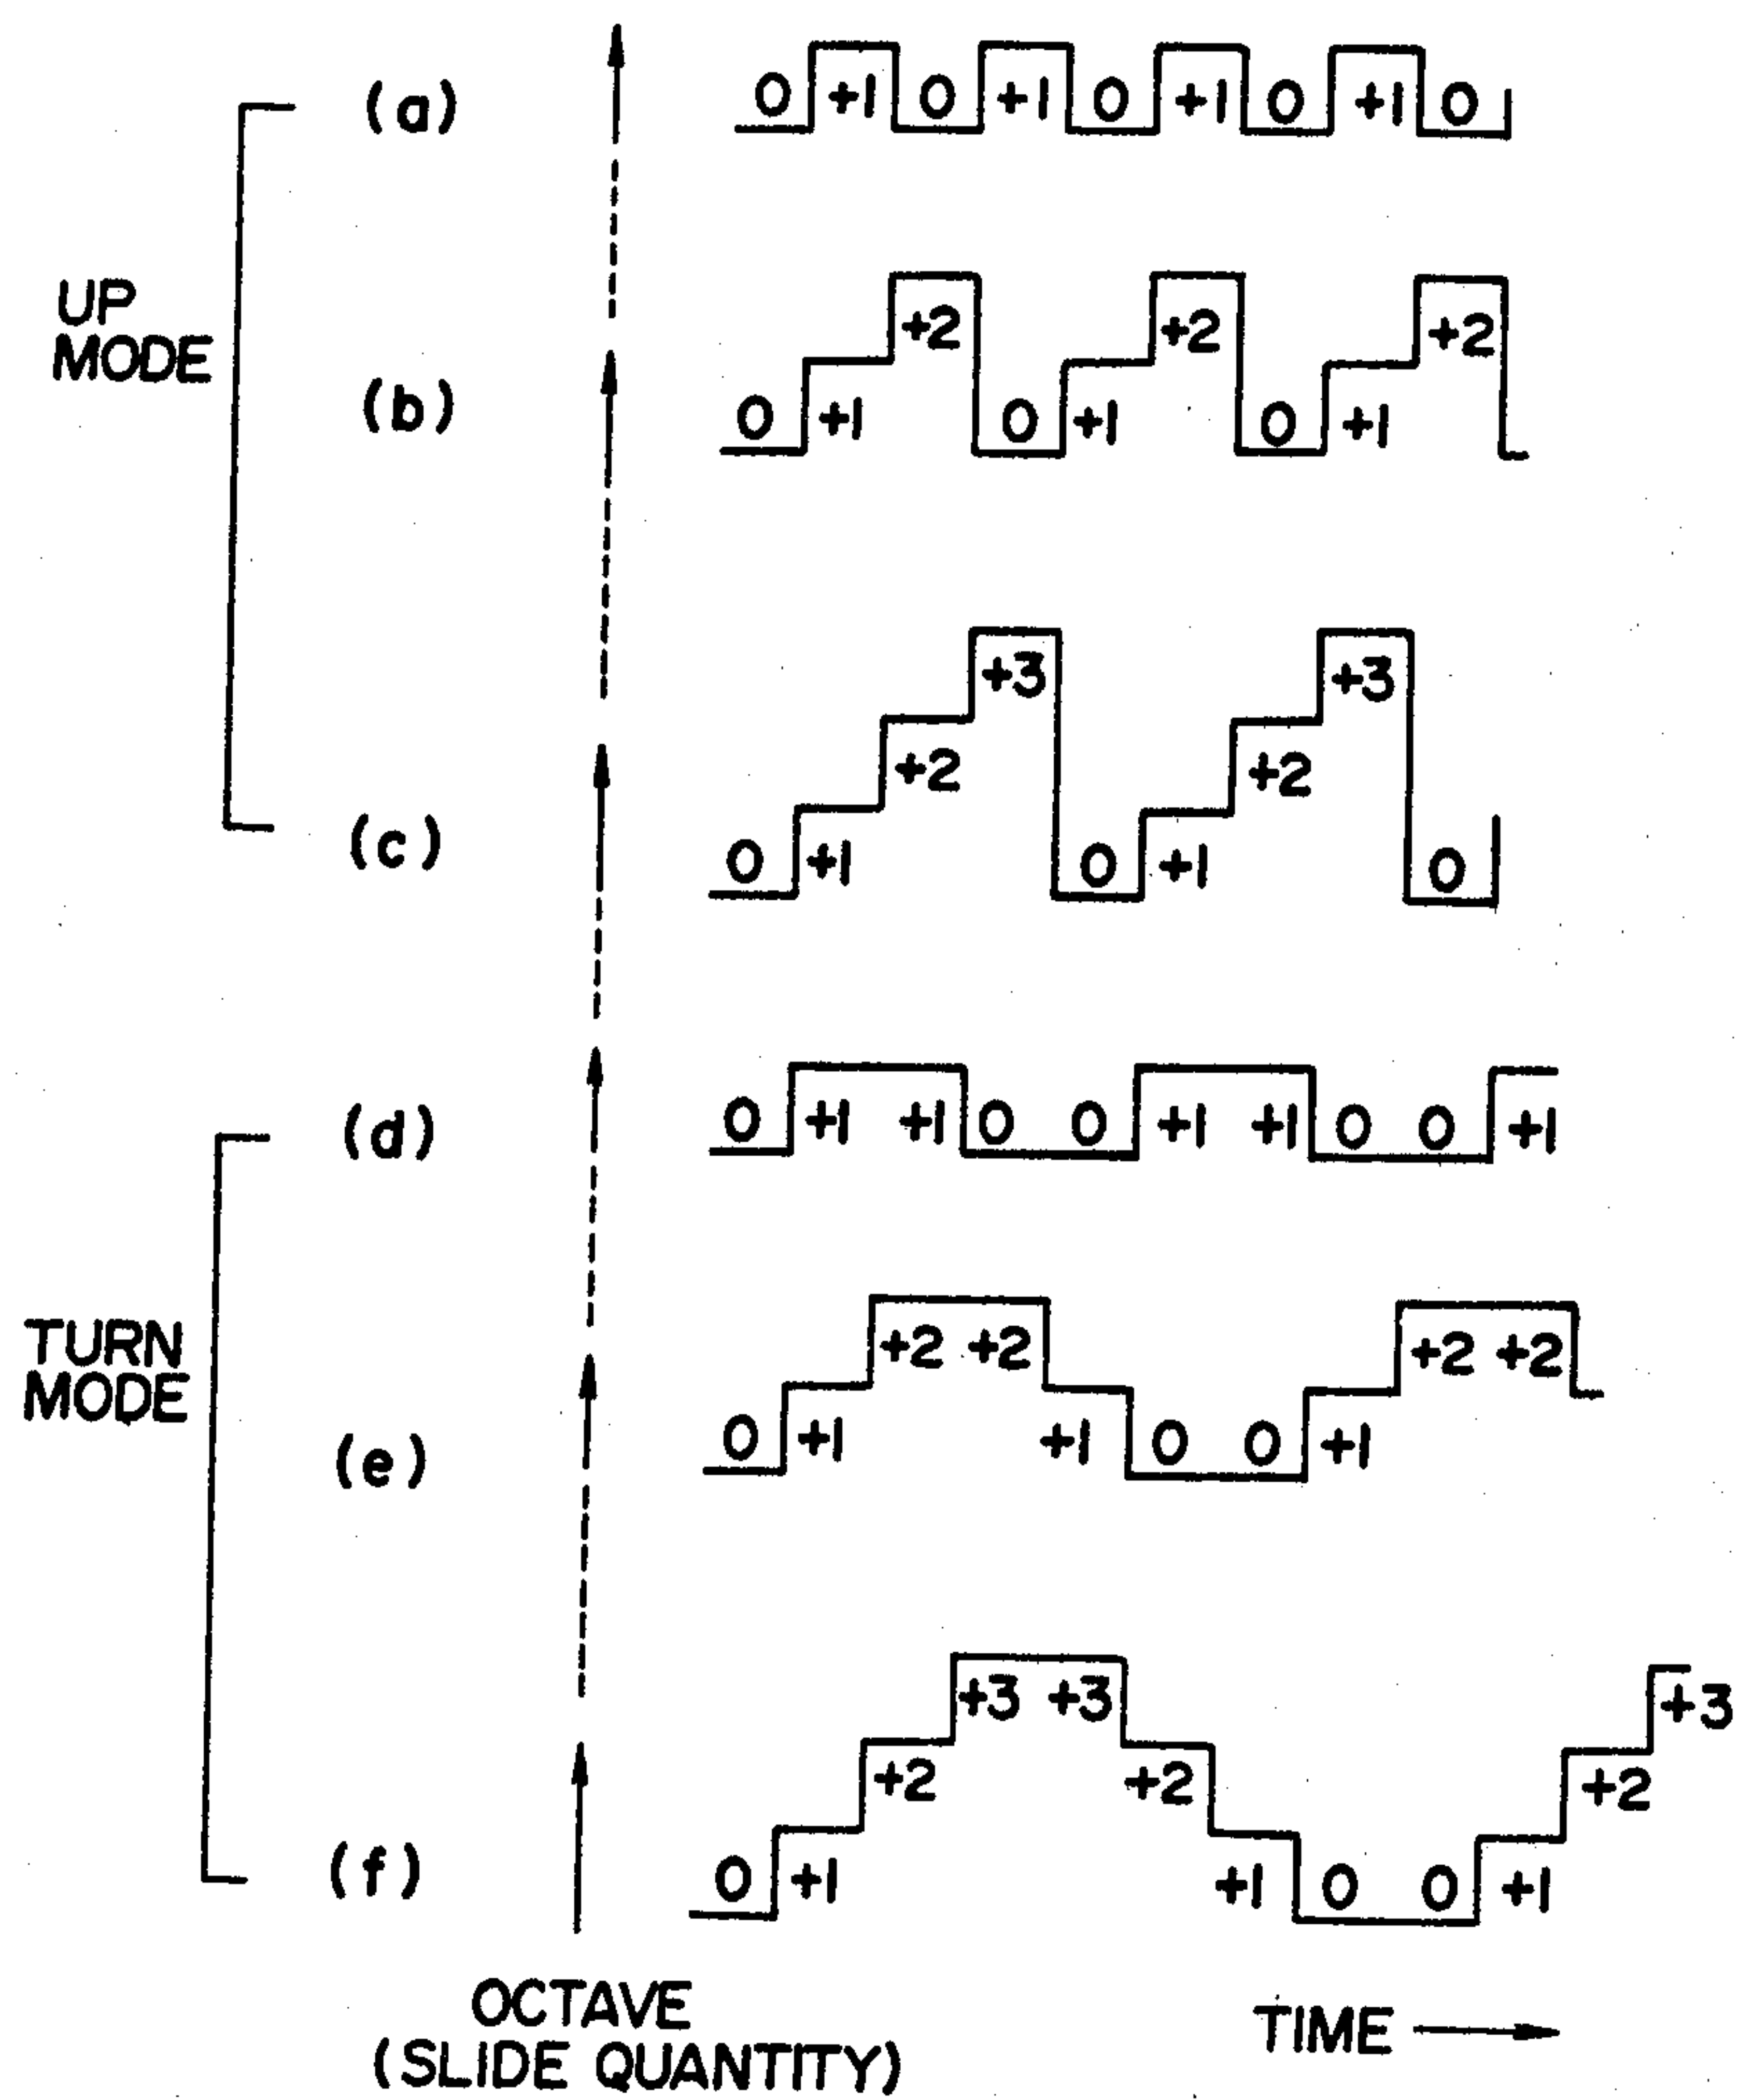 (a) 0 +1 0 +1 0 +1 0 +1 0
UP
MODE
+2 +2 +2
(b) 0 +1 0 +1 0 +1
+3 +3
+2 +2
(c) 0 +1 0 +1 0
(d) 0 +1 +1 0 0 +1 +1 0 0 +1
TURN
MODE
+2 +2 +2 +2
(e) 0 +1 +1 0 0 +1
+3 +3 +3
+2 +2 +2
(f) 0 +1 +1 0 0 +1
OCTAVE
(SLIDE QUANTITY)
TIME